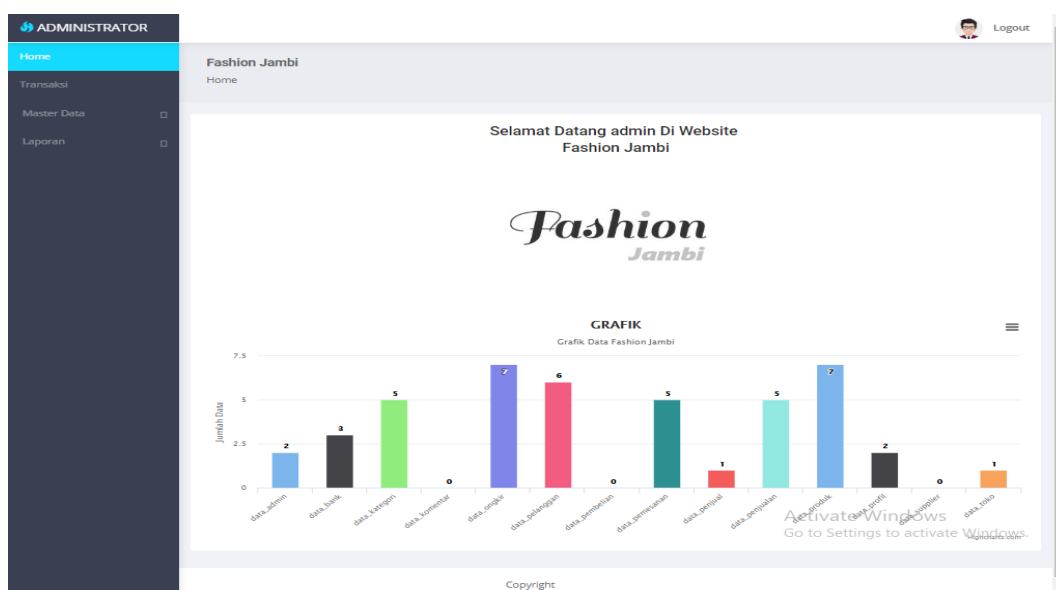 ADMINISTRATOR
Logout
Home
Transaksi
Master Data
Laporan
Fashion Jambi
Home
Selamat Datang admin Di Website
Fashion Jambi
Fashion
Jambi
GRAFIK
Grafik Data Fashion Jambi
Jumlah Data
7.5
5
2.5
0
2
3
5
0
7
6
0
5
1
5
7
2
0
1
data_admin
data_bank
data_kategori
data_komentar
data_ongkir
data_pelanggan
data_pembelian
data_pemesanan
data_penjual
data_penjualan
data_produk
data_profil
data_supplier
data_toko
Activate Windows
Go to Settings to activate Windows.
Highcharts.com
Copyright